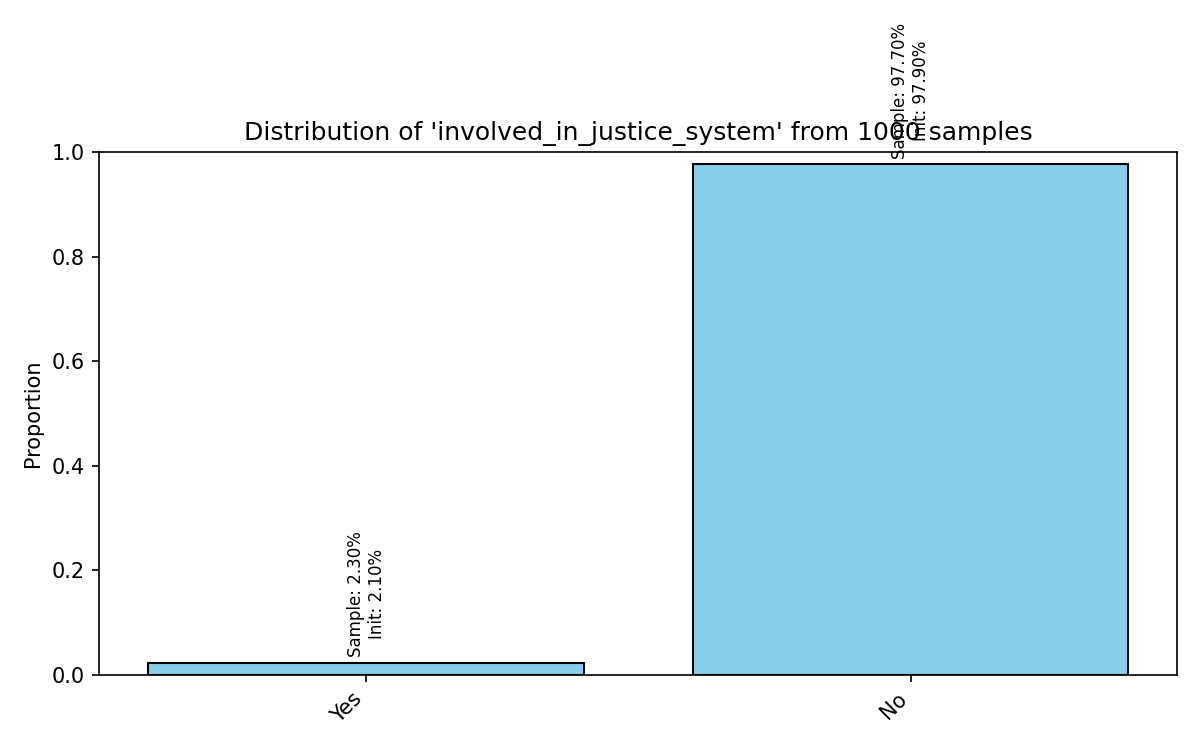 Sample: 97.70%
Init: 97.90%
Distribution of 'involved_in_justice_system' from 1000 samples
1.0
0.8
0.6
0.4
0.2
0.0
Proportion
Sample: 2.30%
Init: 2.10%
Yes
No